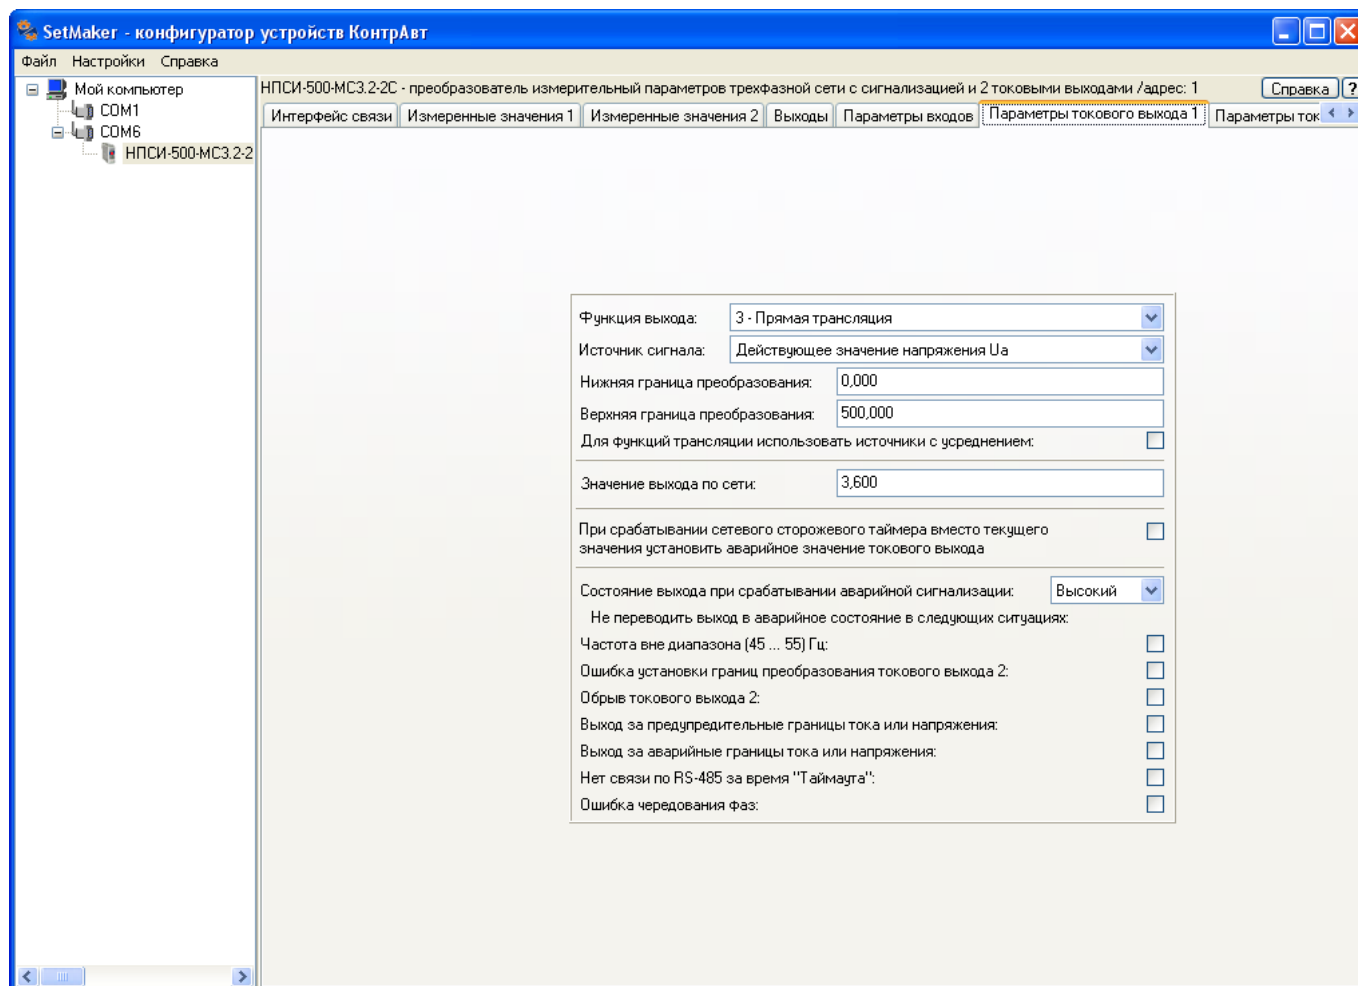 SetMaker - конфигуратор устройств КонтрАвт
Файл Настройки Справка
Мой компьютер
COM1
COM6
НПСИ-500-МС3.2-2
НПСИ-500-МС3.2-2С - преобразователь измерительный параметров трехфазной сети с сигнализацией и 2 токовыми выходами /адрес: 1
Справка ?
Интерфейс связи Измеренные значения 1 Измеренные значения 2 Выходы Параметры входов Параметры токового выхода 1 Параметры ток
Функция выхода: 3 - Прямая трансляция
Источник сигнала: Действующее значение напряжения Ua
Нижняя граница преобразования: 0,000
Верхняя граница преобразования: 500,000
Для функций трансляции использовать источники с усреднением:
Значение выхода по сети: 3,600
При срабатывании сетевого сторожевого таймера вместо текущего
значения установить аварийное значение токового выхода
Состояние выхода при срабатывании аварийной сигнализации: Высокий
Не переводить выход в аварийное состояние в следующих ситуациях:
Частота вне диапазона (45 ... 55) Гц:
Ошибка установки границ преобразования токового выхода 2:
Обрыв токового выхода 2:
Выход за предупредительные границы тока или напряжения:
Выход за аварийные границы тока или напряжения:
Нет связи по RS-485 за время "Таймаута":
Ошибка чередования фаз: